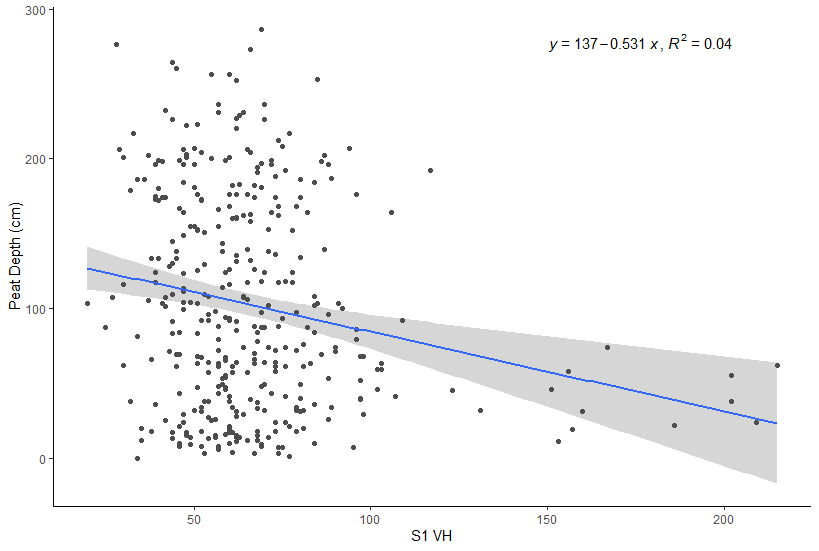 y = 137−0.531 x, R² = 0.04
300
200
100
0
Peat Depth (cm)
50 100 150 200
S1 VH